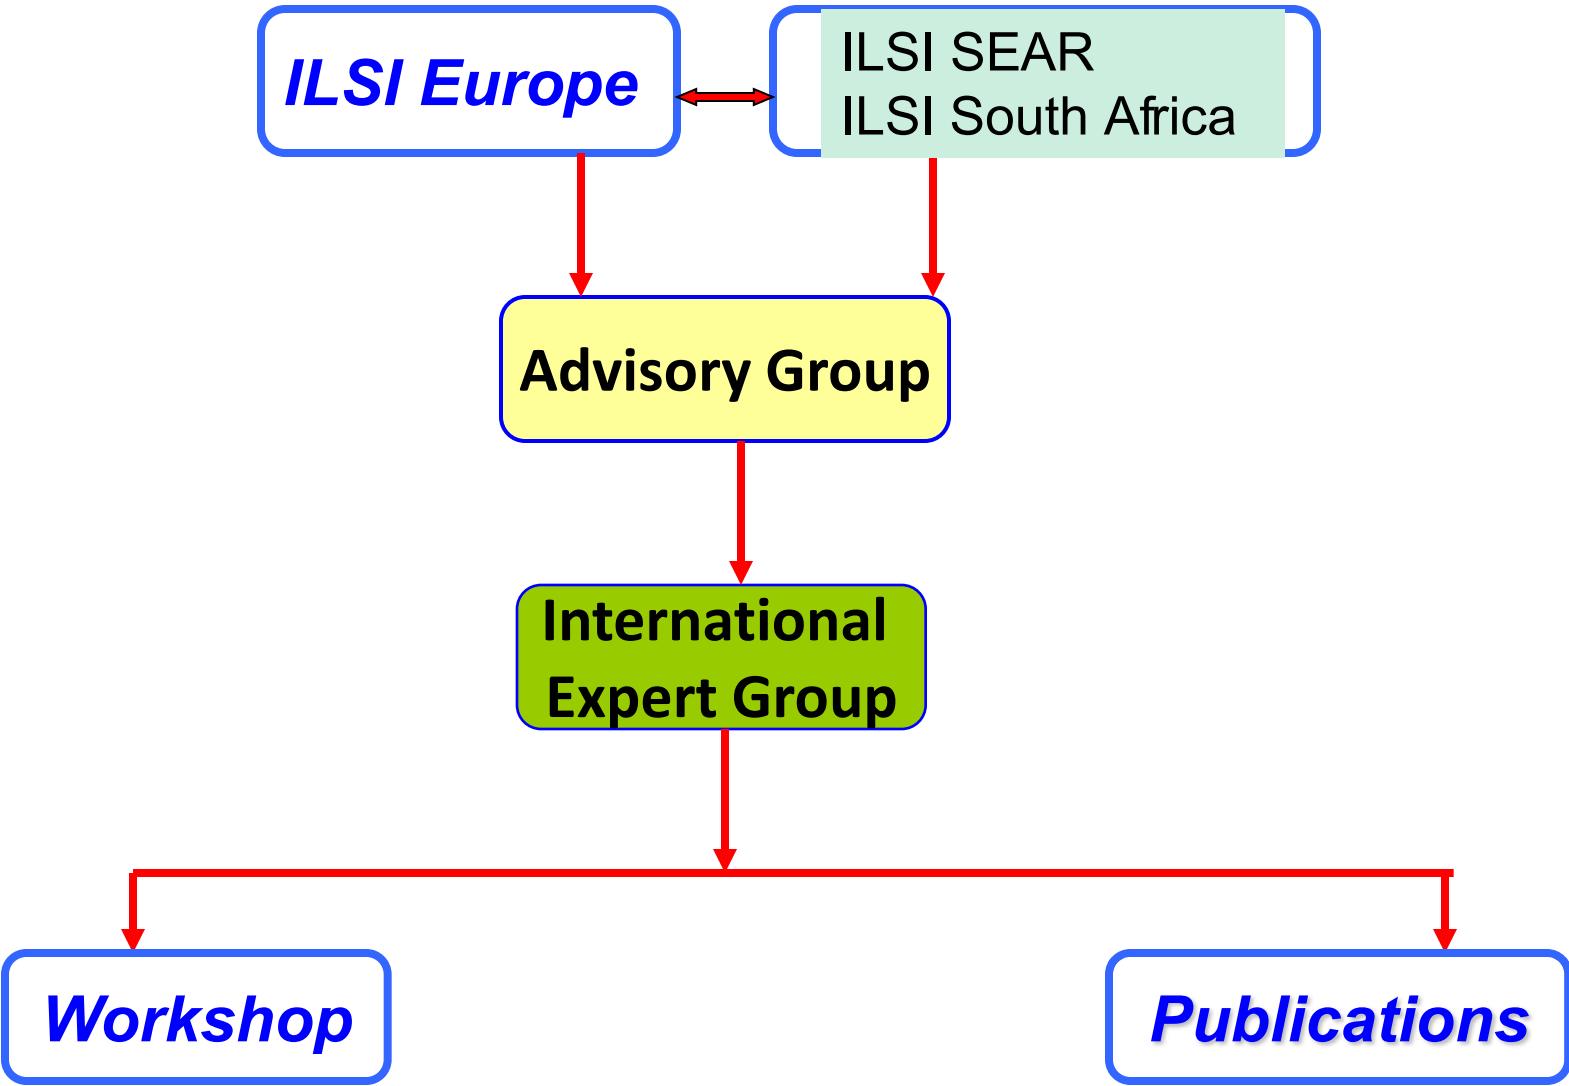 ILSI Europe
ILSI SEAR
ILSI South Africa
Advisory Group
International
Expert Group
Workshop
Publications